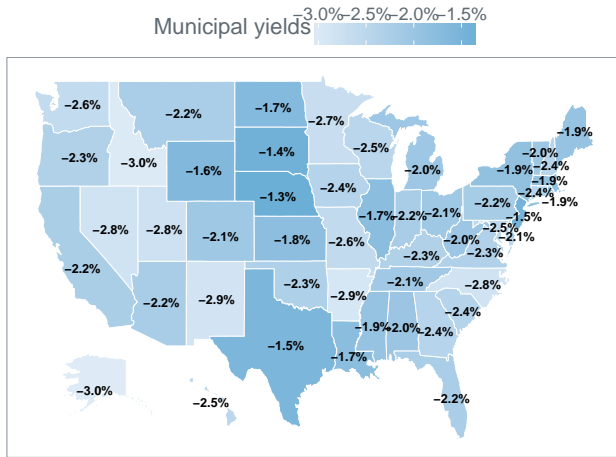 Municipal yields −3.0% −2.5% −2.0% −1.5%
−2.6% −2.2% −1.7% −2.7% −1.9%
−2.3% −3.0% −1.6% −1.4% −2.5% −2.0% −2.0% −2.4%
−1.9% −1.9%
−1.3% −2.4% −2.4% −1.9%
−2.8% −2.8% −2.1% −1.8% −2.6% −1.7% −2.2% −2.1% −2.2% −1.5%
−2.5%
−2.2% −2.3% −2.0% −2.3% −2.1%
−2.2% −2.9% −2.3% −2.9% −2.1% −2.8%
−1.5% −1.7% −1.9% −2.0% −2.4% −2.4%
−3.0% −2.5% −2.2%